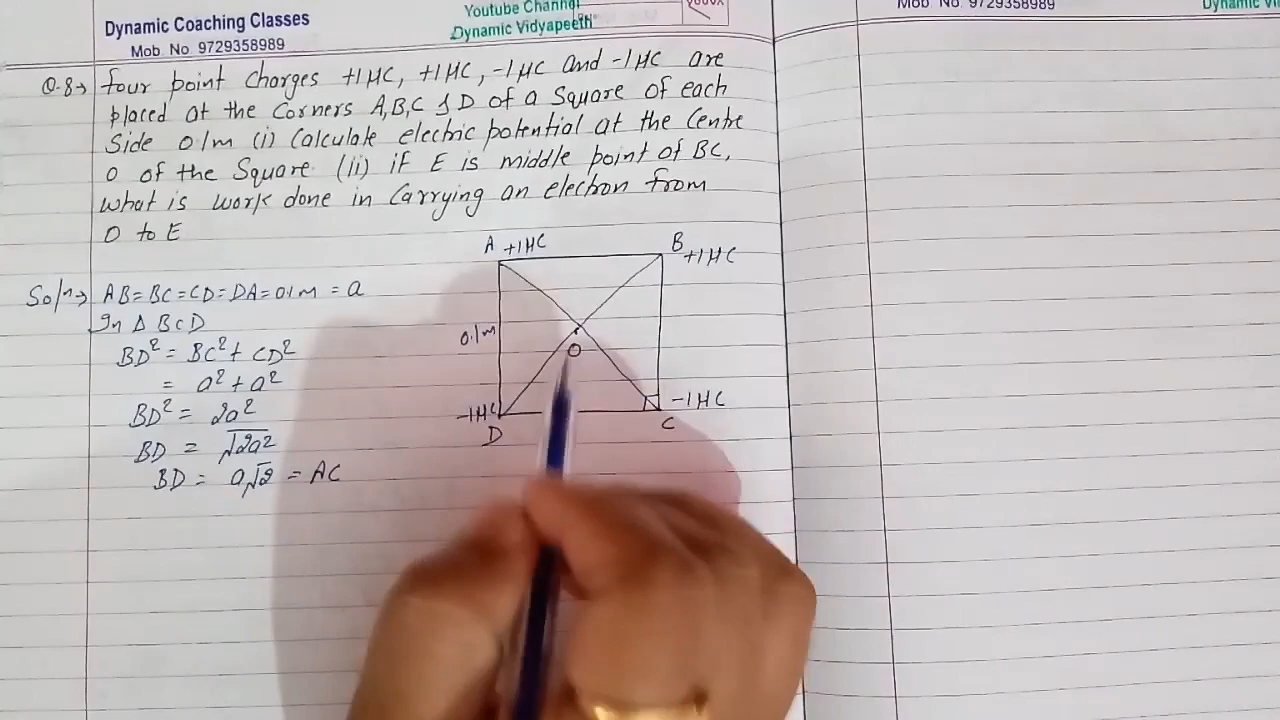 Dynamic Coaching Classes
Mob. No. 9729358989
Youtube Channel
Dynamic Vidyapeeth
Mob No. 9729358989
Dynamic Vi
Q.8→ four point Charges +1μC, +1μC, -1μC and -1μC are
placed at the Corners A,B,C & D of a Square of each
Side 0.1m (i) Calculate electric potential at the Centre
O of the Square. (ii) if E is middle point of BC,
what is work done in Carrying an electron from
O to E
Soln→ AB=BC=CD=DA=0.1m = a
In Δ BCD
BD²= BC²+ CD²
= a²+a²
BD²= 2a²
BD = √2a²
BD = a√2 = AC
A +1μC
B +1μC
0.1m
O
-1μC
D
-1μC
C